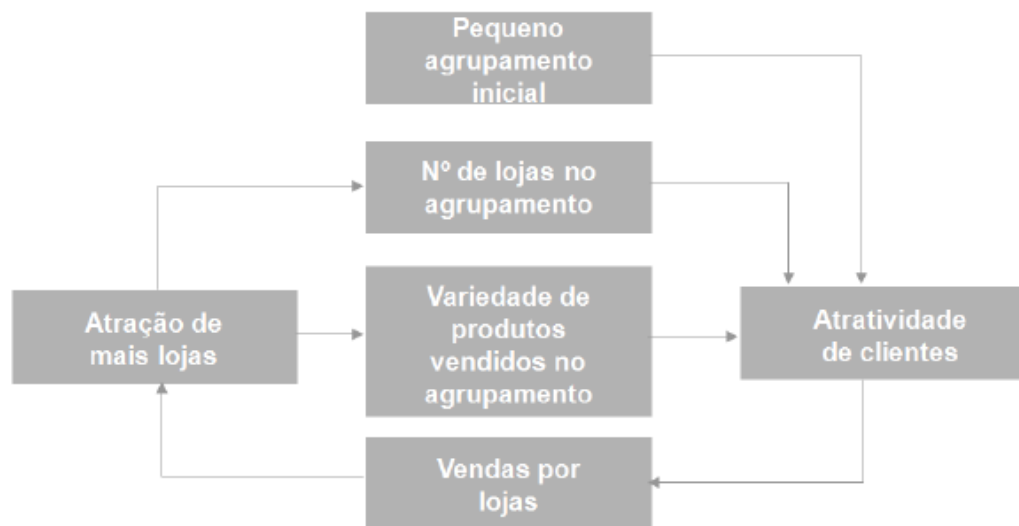 Pequeno
agrupamento
inicial
Nº de lojas no
agrupamento
Atração de
mais lojas
Variedade de
produtos
vendidos no
agrupamento
Atratividade
de clientes
Vendas por
lojas